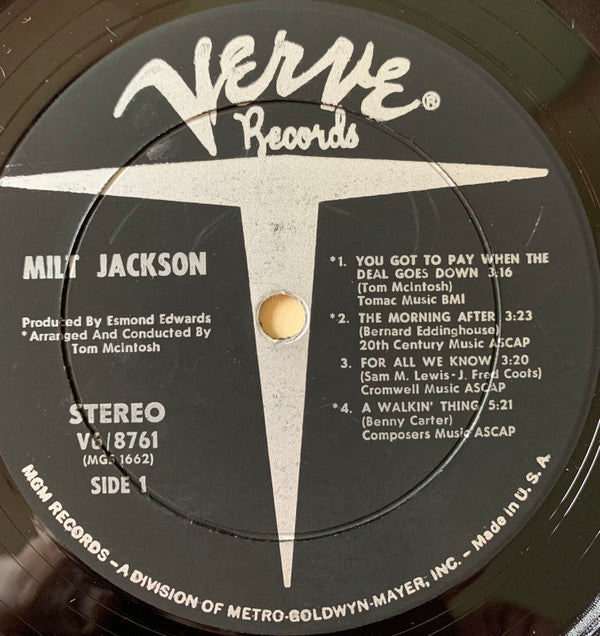 Verve®
Records
MILT JACKSON
Produced By Esmond Edwards
*Arranged And Conducted By
Tom McIntosh
STEREO
V6/8761
(MGS 1662)
SIDE 1
*1. YOU GOT TO PAY WHEN THE
DEAL GOES DOWN 3:16
(Tom McIntosh)
Tomac Music BMI
*2. THE MORNING AFTER 3:23
(Bernard Eddinghouse)
20th Century Music ASCAP
3. FOR ALL WE KNOW 3:20
(Sam M. Lewis-J. Fred Coots)
Cromwell Music ASCAP
*4. A WALKIN' THING 5:21
(Benny Carter)
Composers Music ASCAP
MGM RECORDS – A DIVISION OF METRO-GOLDWYN-MAYER, INC. – Made in U. S. A.